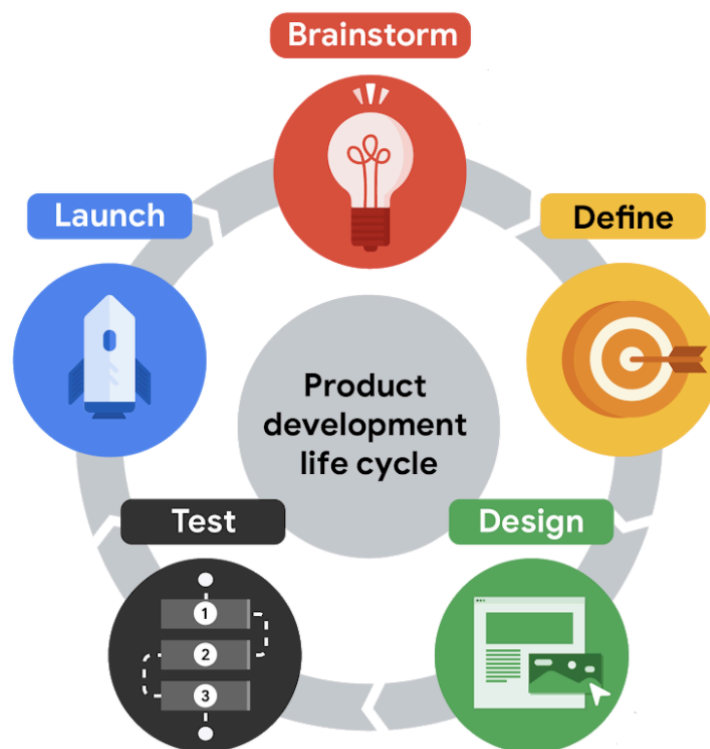 Brainstorm
Launch
Define
Product
development
life cycle
Test
Design
1
2
3